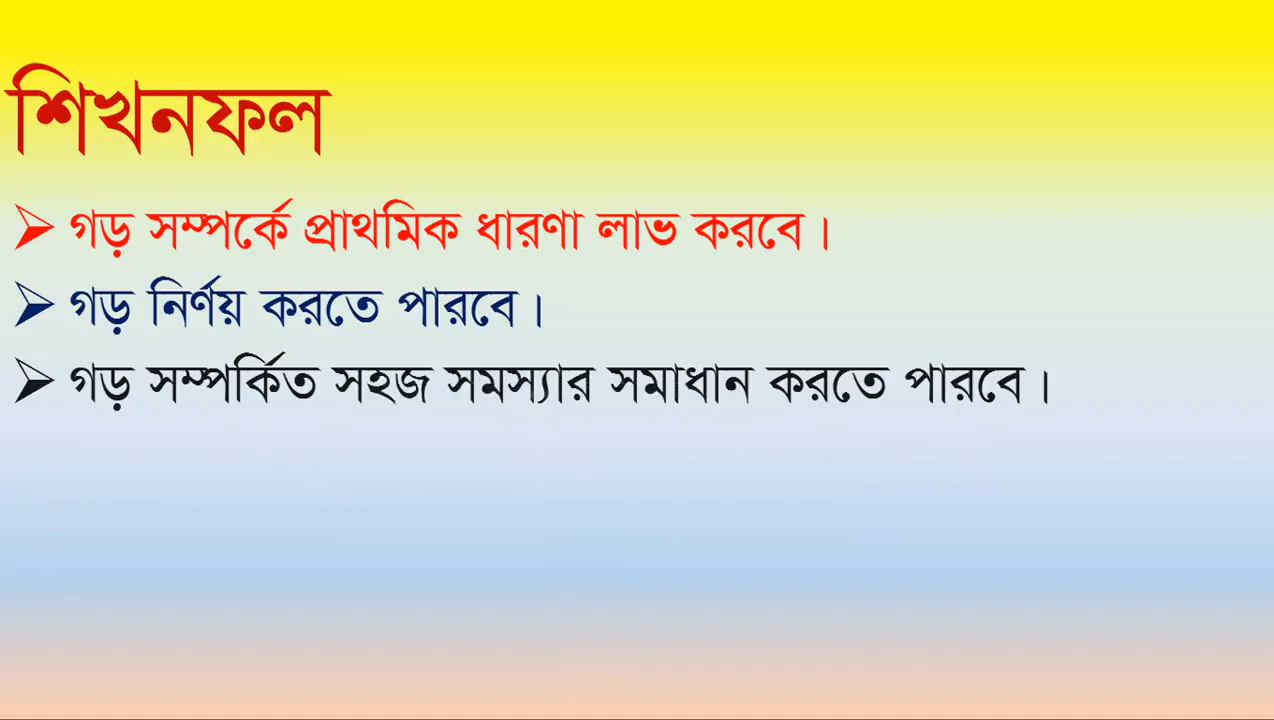 শিখনফল
গড় সম্পর্কে প্রাথমিক ধারণা লাভ করবে।
গড় নির্ণয় করতে পারবে।
গড় সম্পর্কিত সহজ সমস্যার সমাধান করতে পারবে।